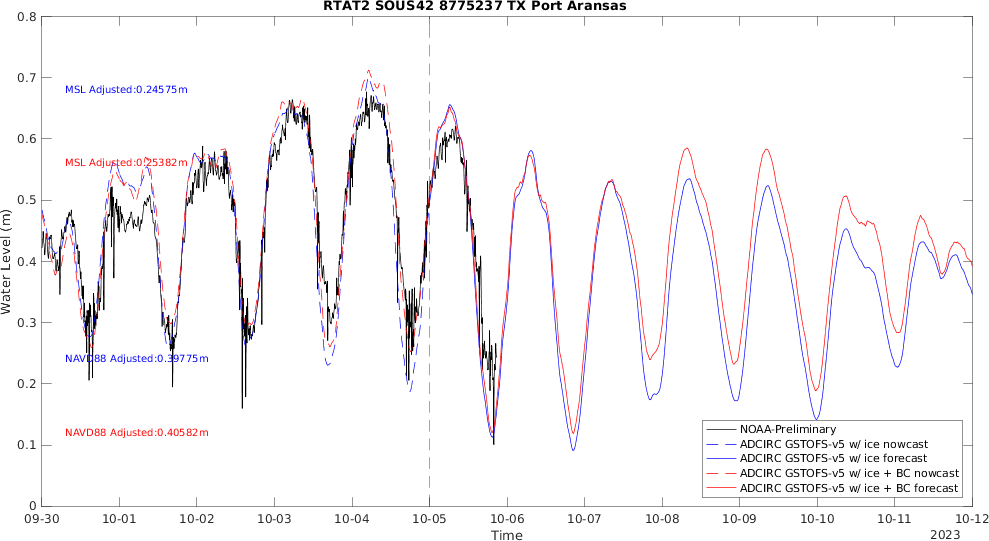 RTAT2 SOUS42 8775237 TX Port Aransas
Water Level (m)
0.8
0.7
0.6
0.5
0.4
0.3
0.2
0.1
0
MSL Adjusted:0.24575m
MSL Adjusted:0.25382m
NAVD88 Adjusted:0.39775m
NAVD88 Adjusted:0.40582m
NOAA-Preliminary
ADCIRC GSTOFS-v5 w/ ice nowcast
ADCIRC GSTOFS-v5 w/ ice forecast
ADCIRC GSTOFS-v5 w/ ice + BC nowcast
ADCIRC GSTOFS-v5 w/ ice + BC forecast
09-30 10-01 10-02 10-03 10-04 10-05 10-06 10-07 10-08 10-09 10-10 10-11 10-12
Time
2023